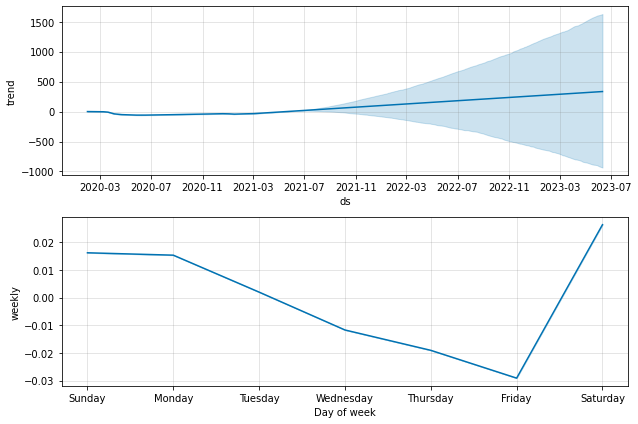 1500
1000
500
0
−500
−1000
trend
2020-03 2020-07 2020-11 2021-03 2021-07 2021-11 2022-03 2022-07 2022-11 2023-03 2023-07
ds
0.02
0.01
0.00
−0.01
−0.02
−0.03
weekly
Sunday Monday Tuesday Wednesday Thursday Friday Saturday
Day of week